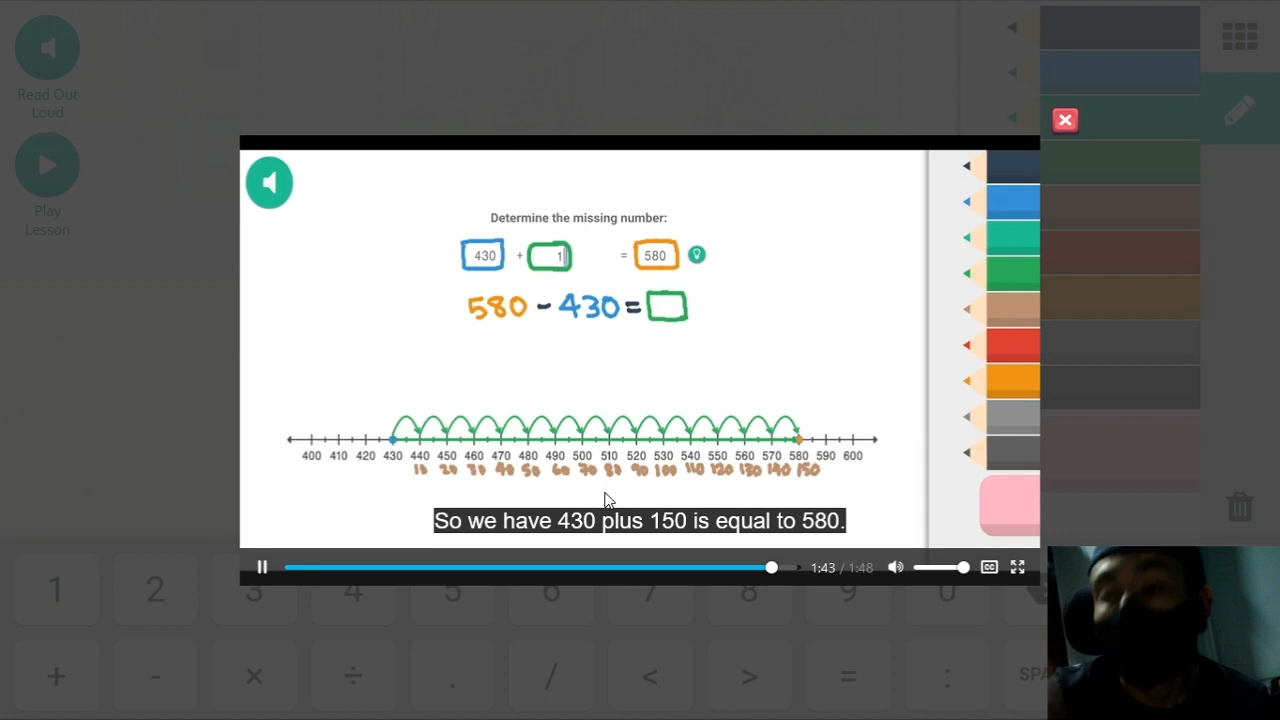 Read Out
Loud
Play
Lesson
Determine the missing number:
430 + 1 = 580
580 - 430 =
400 410 420 430 440 450 460 470 480 490 500 510 520 530 540 550 560 570 580 590 600
10 20 30 40 50 60 70 80 90 100 110 120 130 140 150
So we have 430 plus 150 is equal to 580.
1:43 / 1:48
CC
1 2 3 4 5 6 7 8 9 0
+ - × ÷ . / < > = :